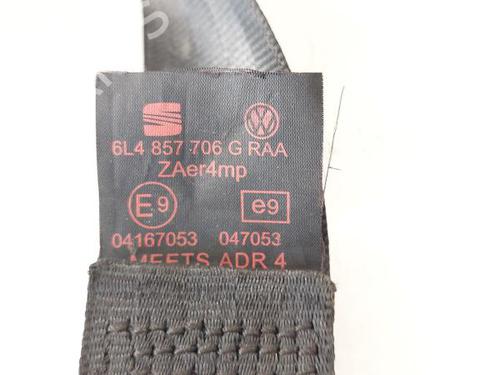 6L4 857 706 G RAA
ZAer4mp
E9 e9
04167053 047053
MEETS ADR 4